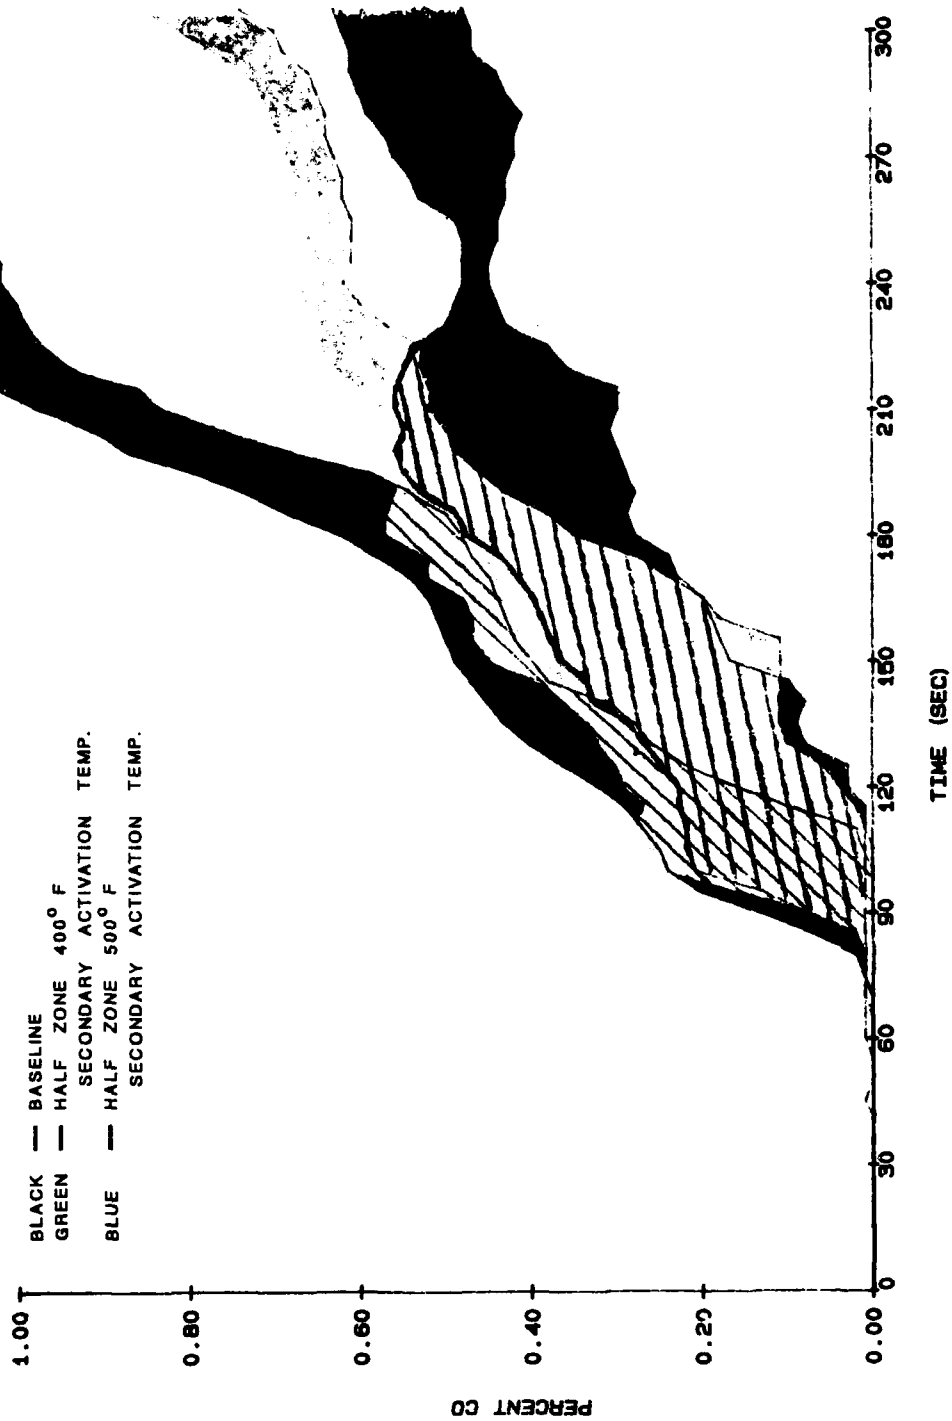 BLACK — BASELINE
GREEN — HALF ZONE 400° F
SECONDARY ACTIVATION TEMP.
BLUE — HALF ZONE 500° F
SECONDARY ACTIVATION TEMP.
1.00
0.80
0.60
0.40
0.20
0.00
PERCENT CO
0 30 60 90 120 150 180 210 240 270 300
TIME (SEC)